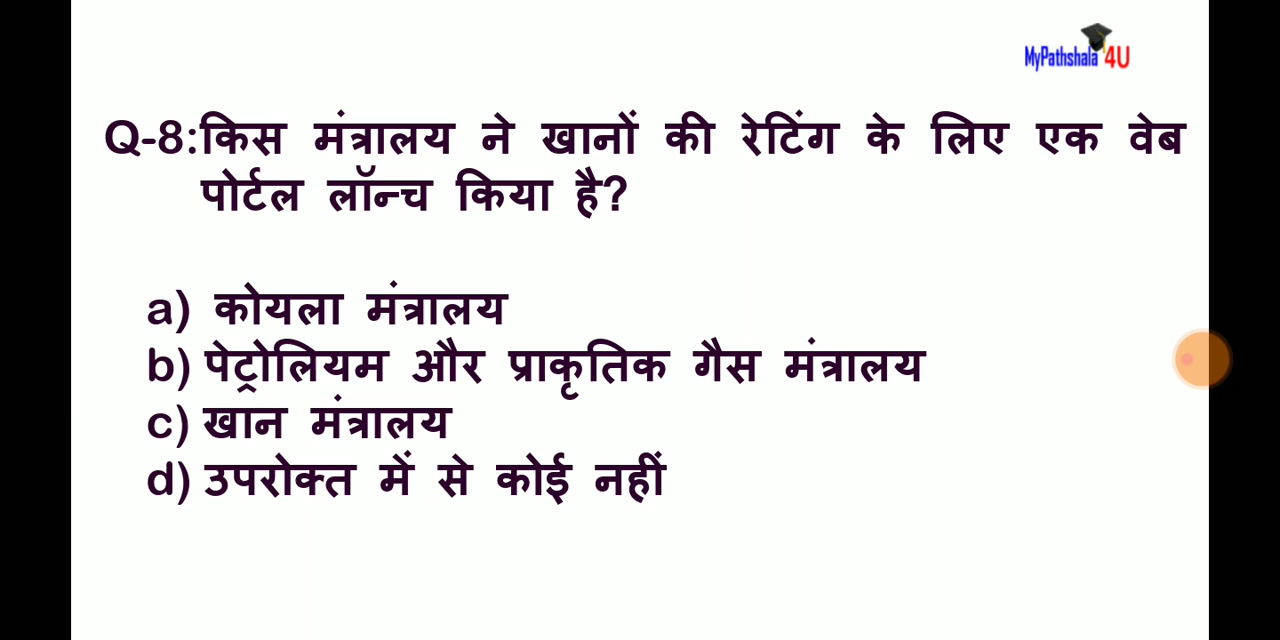 MyPathshala 4U
Q-8:किस मंत्रालय ने खानों की रेटिंग के लिए एक वेब
पोर्टल लॉन्च किया है?
a) कोयला मंत्रालय
b) पेट्रोलियम और प्राकृतिक गैस मंत्रालय
c) खान मंत्रालय
d) उपरोक्त में से कोई नहीं